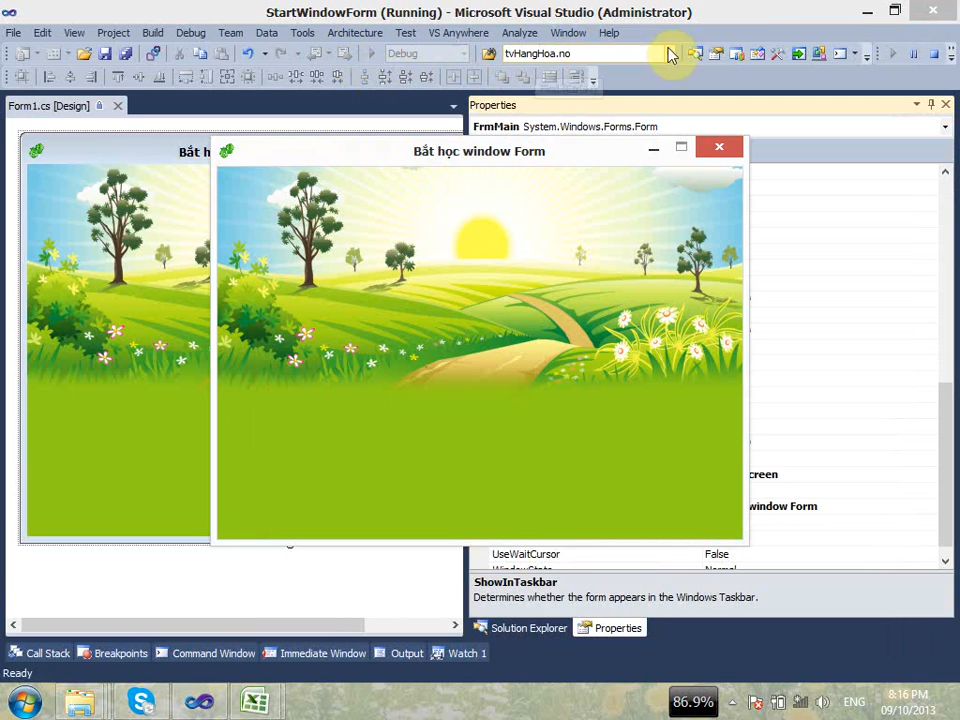 StartWindowForm (Running) - Microsoft Visual Studio (Administrator)
File Edit View Project Build Debug Team Data Tools Architecture Test VS Anywhere Analyze Window Help
Debug tvHangHoa.no
Form1.cs [Design]
Properties
FrmMain System.Windows.Forms.Form
Bắt h
Bắt học window Form
creen
window Form
UseWaitCursor False
WindowState Normal
ShowInTaskbar
Determines whether the form appears in the Windows Taskbar.
Solution Explorer Properties
Call Stack Breakpoints Command Window Immediate Window Output Watch 1
Ready
86.9% ENG 8:16 PM
09/10/2013